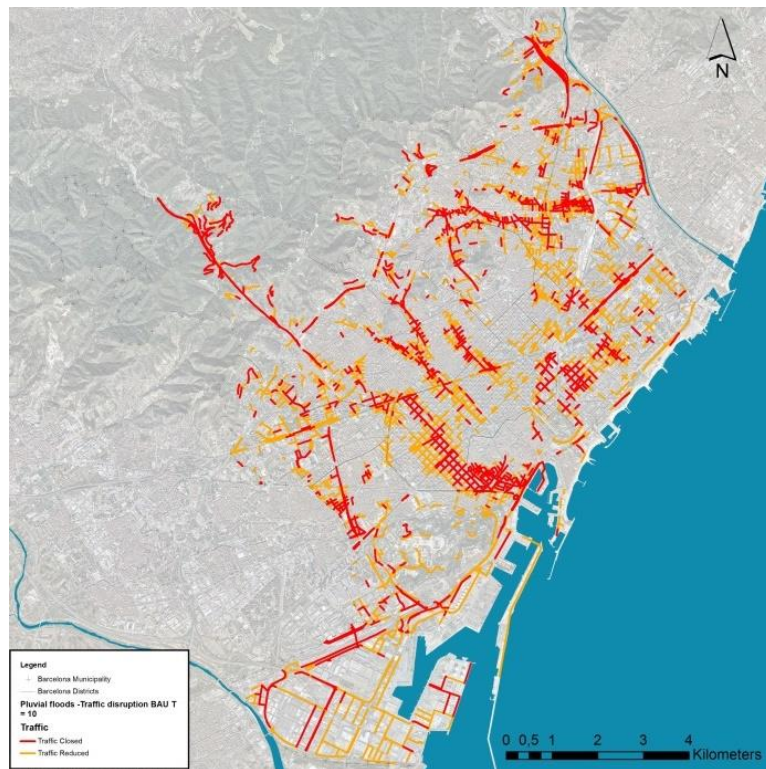 N
Legend
Barcelona Municipality
Barcelona Districts
Pluvial floods -Traffic disruption BAU T
= 10
Traffic
Traffic Closed
Traffic Reduced
0 0,5 1 2 3 4
Kilometers